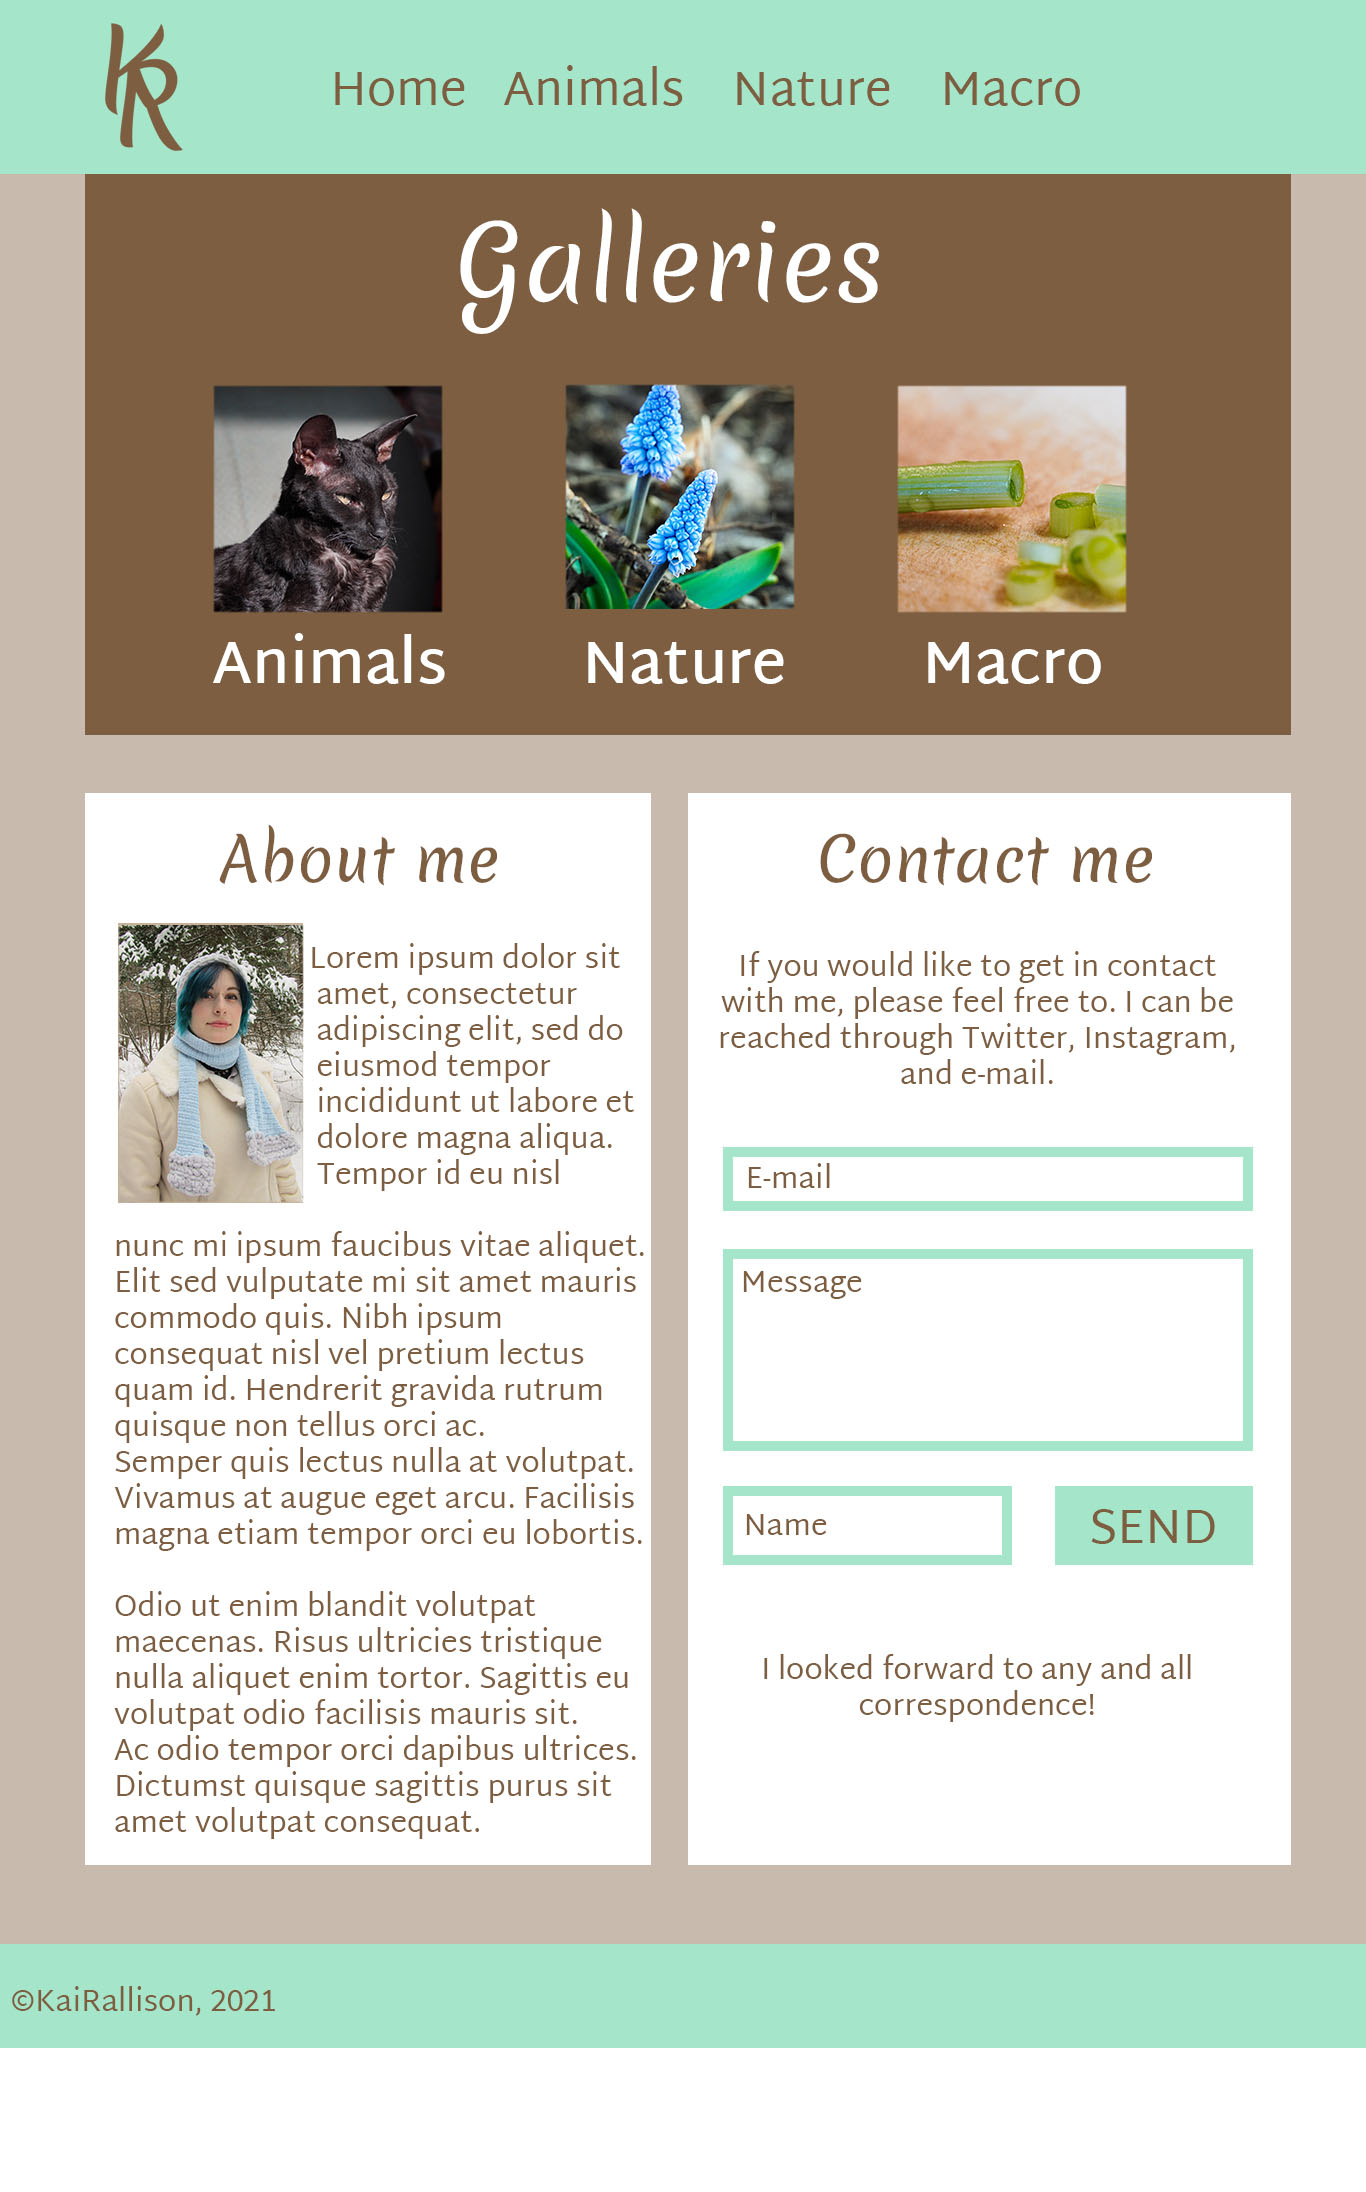 KR
Home Animals Nature Macro
Galleries
Animals Nature Macro
About me
Lorem ipsum dolor sit
amet, consectetur
adipiscing elit, sed do
eiusmod tempor
incididunt ut labore et
dolore magna aliqua.
Tempor id eu nisl
nunc mi ipsum faucibus vitae aliquet.
Elit sed vulputate mi sit amet mauris
commodo quis. Nibh ipsum
consequat nisl vel pretium lectus
quam id. Hendrerit gravida rutrum
quisque non tellus orci ac.
Semper quis lectus nulla at volutpat.
Vivamus at augue eget arcu. Facilisis
magna etiam tempor orci eu lobortis.
Odio ut enim blandit volutpat
maecenas. Risus ultricies tristique
nulla aliquet enim tortor. Sagittis eu
volutpat odio facilisis mauris sit.
Ac odio tempor orci dapibus ultrices.
Dictumst quisque sagittis purus sit
amet volutpat consequat.
Contact me
If you would like to get in contact
with me, please feel free to. I can be
reached through Twitter, Instagram,
and e-mail.
E-mail
Message
Name
SEND
I looked forward to any and all
correspondence!
©KaiRallison, 2021